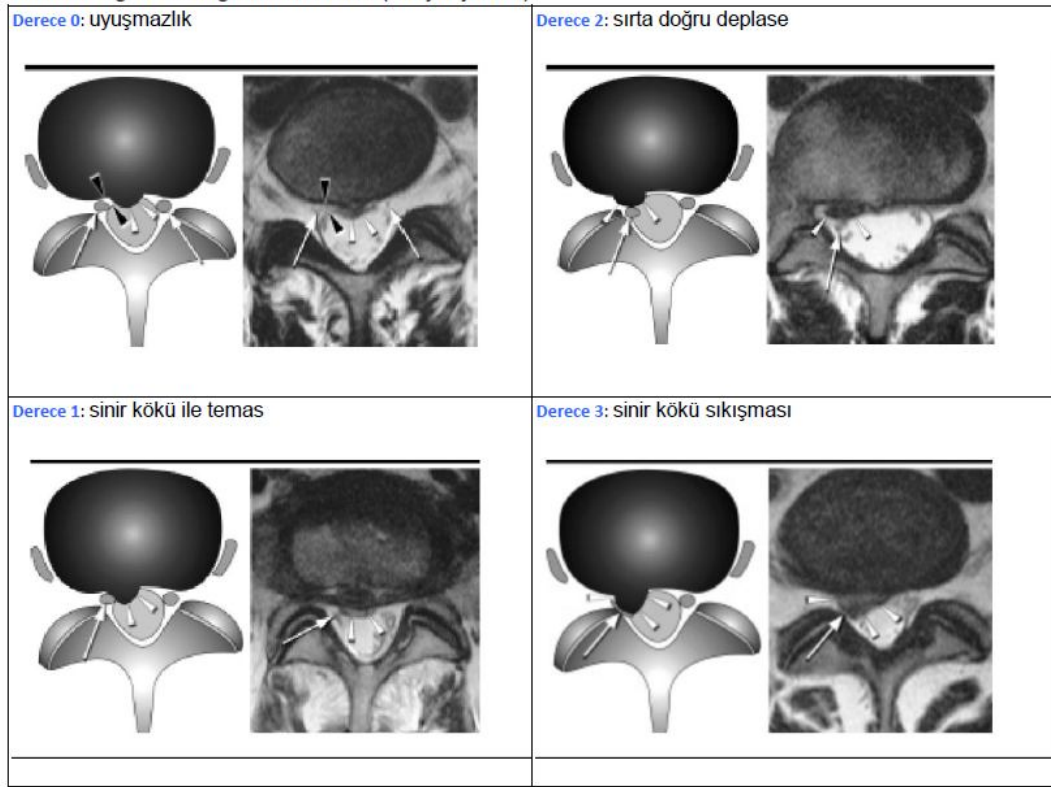 Derece 0: uyuşmazlık
Derece 2: sırta doğru deplase
Derece 1: sinir kökü ile temas
Derece 3: sinir kökü sıkışması